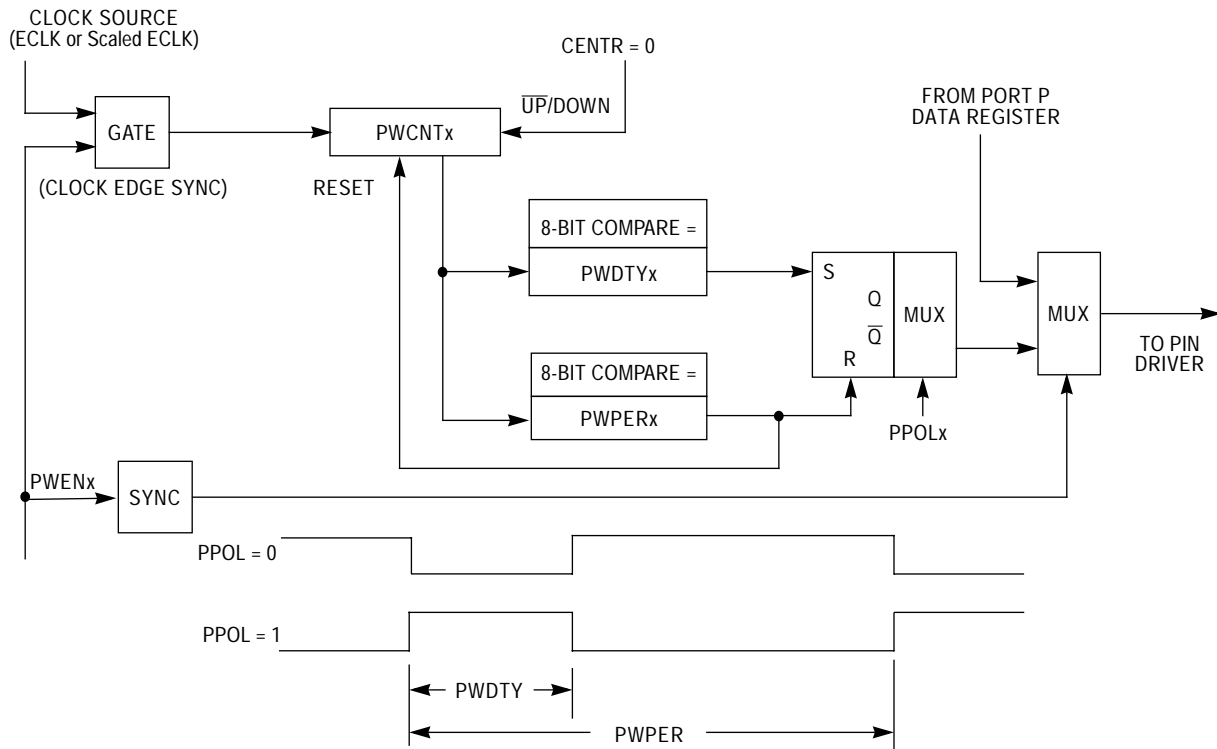 CLOCK SOURCE
(ECLK or Scaled ECLK)
CENTR = 0
U̅P̅/DOWN
FROM PORT P
DATA REGISTER
GATE
PWCNTx
(CLOCK EDGE SYNC)
RESET
8-BIT COMPARE =
PWDTYx
S
Q
Q̅
R
MUX
MUX
TO PIN
DRIVER
8-BIT COMPARE =
PWPERx
PPOLx
PWENx
SYNC
PPOL = 0
PPOL = 1
PWDTY
PWPER